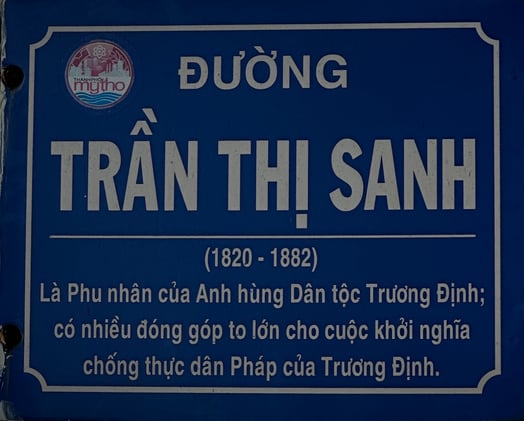 THÀNH PHỐ
mỹtho
ĐƯỜNG
TRẦN THỊ SANH
(1820 - 1882)
Là Phu nhân của Anh hùng Dân tộc Trương Định;
có nhiều đóng góp to lớn cho cuộc khởi nghĩa
chống thực dân Pháp của Trương Định.